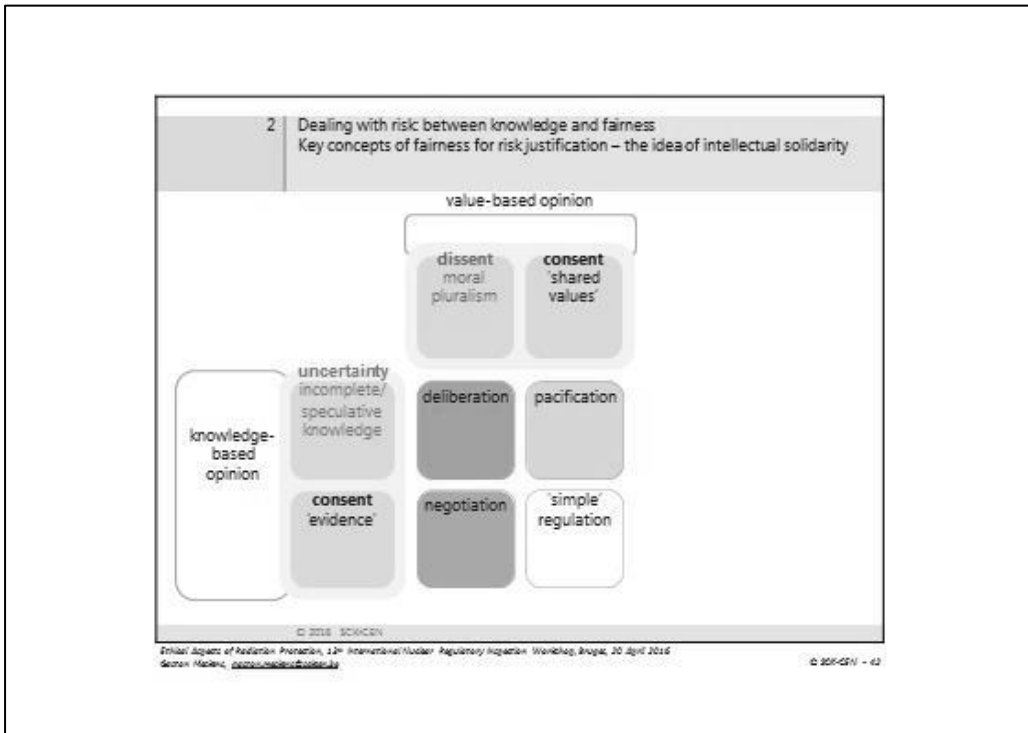 2
Dealing with risk: between knowledge and fairness
Key concepts of fairness for risk justification – the idea of intellectual solidarity
value-based opinion
dissent
moral
pluralism
consent
'shared
values'
uncertainty
incomplete/
speculative
knowledge
knowledge-
based
opinion
deliberation
pacification
consent
'evidence'
negotiation
'simple'
regulation
© 2016 SCK•CEN
Ethical Aspects of Radiation Protection, 13th International Nuclear Regulatory Inspection Workshop, Bruges, 20 April 2016
Gaston Meskens,
© SCK•CEN – 42